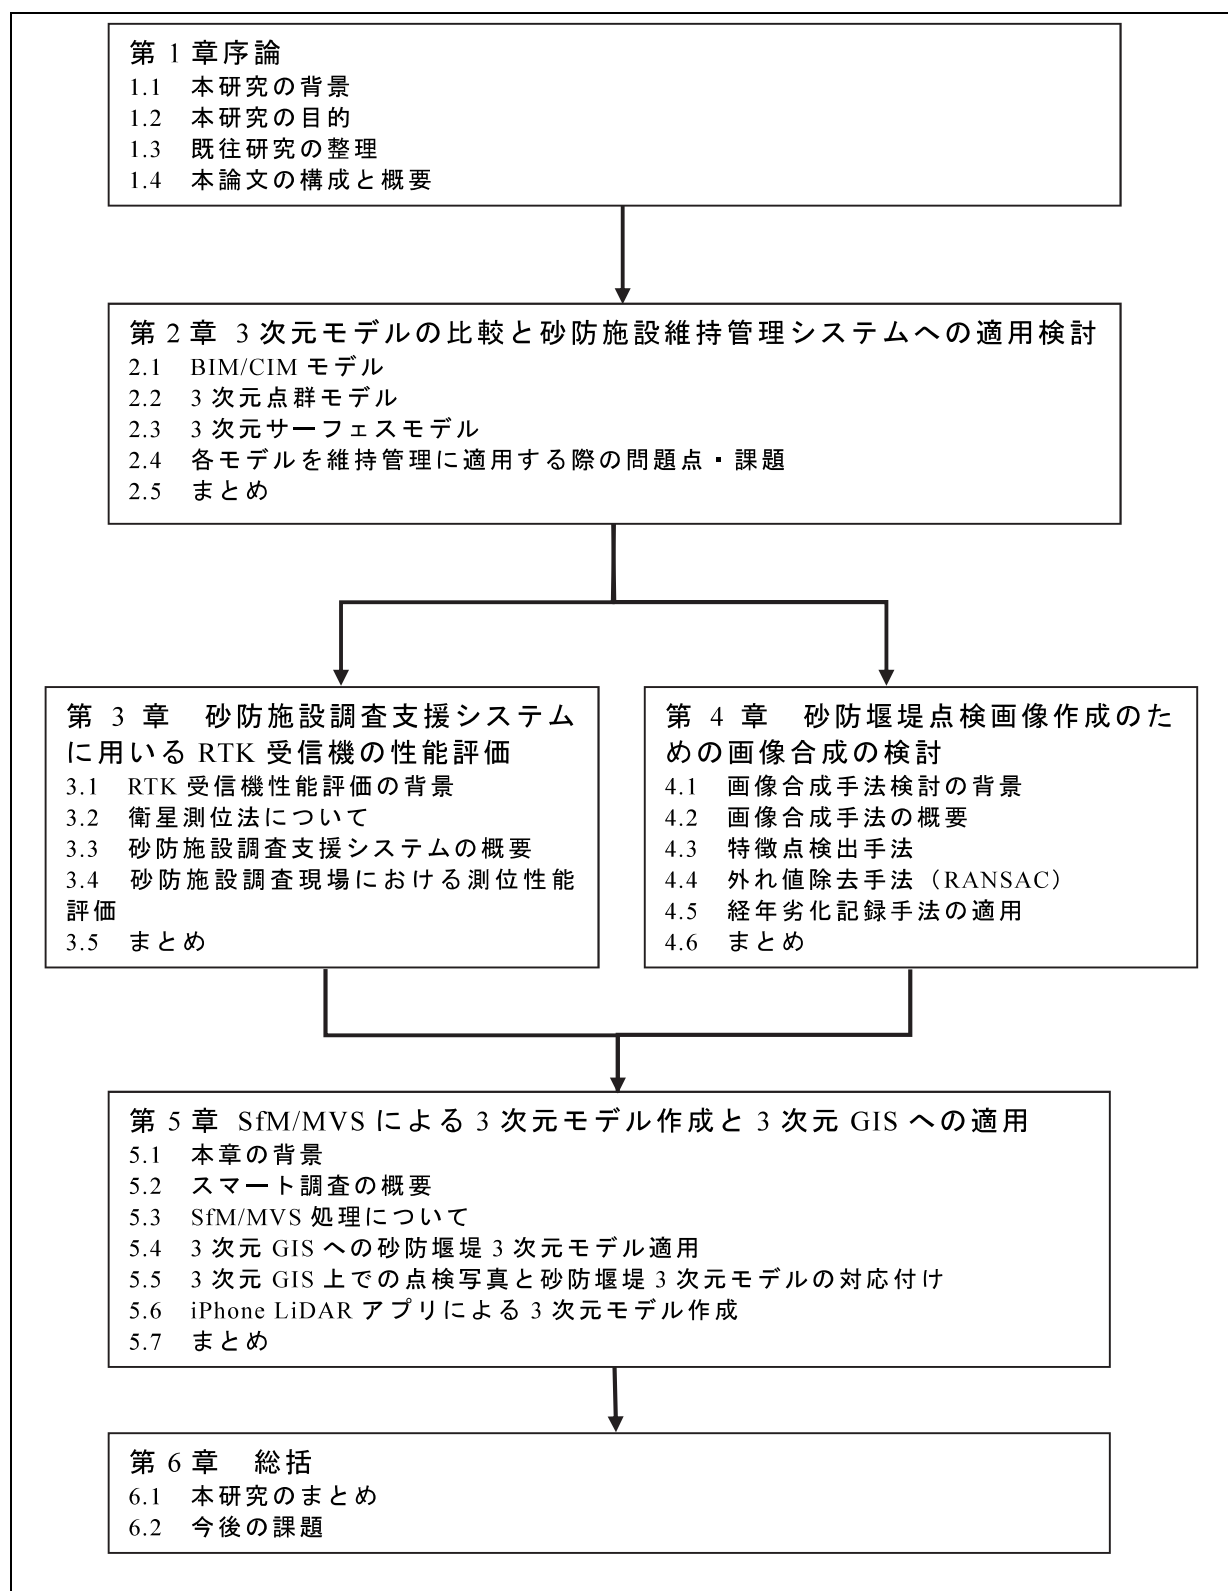 第1章序論
1.1 本研究の背景
1.2 本研究の目的
1.3 既往研究の整理
1.4 本論文の構成と概要
第2章 3次元モデルの比較と砂防施設維持管理システムへの適用検討
2.1 BIM/CIMモデル
2.2 3次元点群モデル
2.3 3次元サーフェスモデル
2.4 各モデルを維持管理に適用する際の問題点・課題
2.5 まとめ
第3章 砂防施設調査支援システム
に用いるRTK受信機の性能評価
3.1 RTK受信機性能評価の背景
3.2 衛星測位法について
3.3 砂防施設調査支援システムの概要
3.4 砂防施設調査現場における測位性能
評価
3.5 まとめ
第4章 砂防堰堤点検画像作成のた
めの画像合成の検討
4.1 画像合成手法検討の背景
4.2 画像合成手法の概要
4.3 特徴点検出手法
4.4 外れ値除去手法（RANSAC）
4.5 経年劣化記録手法の適用
4.6 まとめ
第5章 SfM/MVSによる3次元モデル作成と3次元GISへの適用
5.1 本章の背景
5.2 スマート調査の概要
5.3 SfM/MVS処理について
5.4 3次元GISへの砂防堰堤3次元モデル適用
5.5 3次元GIS上での点検写真と砂防堰堤3次元モデルの対応付け
5.6 iPhone LiDARアプリによる3次元モデル作成
5.7 まとめ
第6章 総括
6.1 本研究のまとめ
6.2 今後の課題